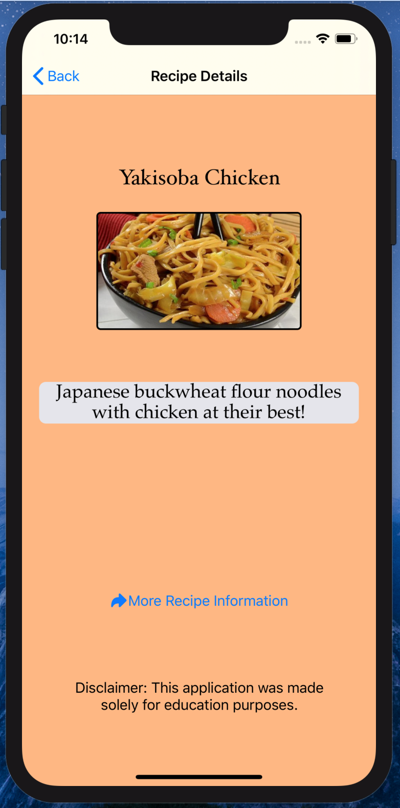 10:14
Back
Recipe Details
Yakisoba Chicken
Japanese buckwheat flour noodles
with chicken at their best!
More Recipe Information
Disclaimer: This application was made
solely for education purposes.